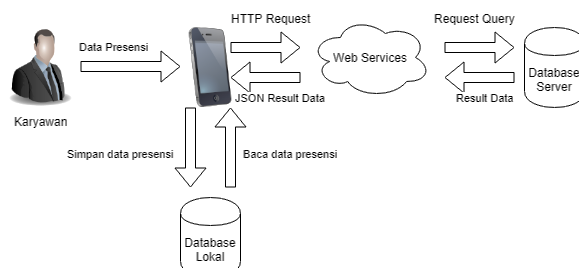 HTTP Request
Request Query
Data Presensi
Web Services
Database
Server
JSON Result Data
Result Data
Karyawan
Simpan data presensi
Baca data presensi
Database
Lokal